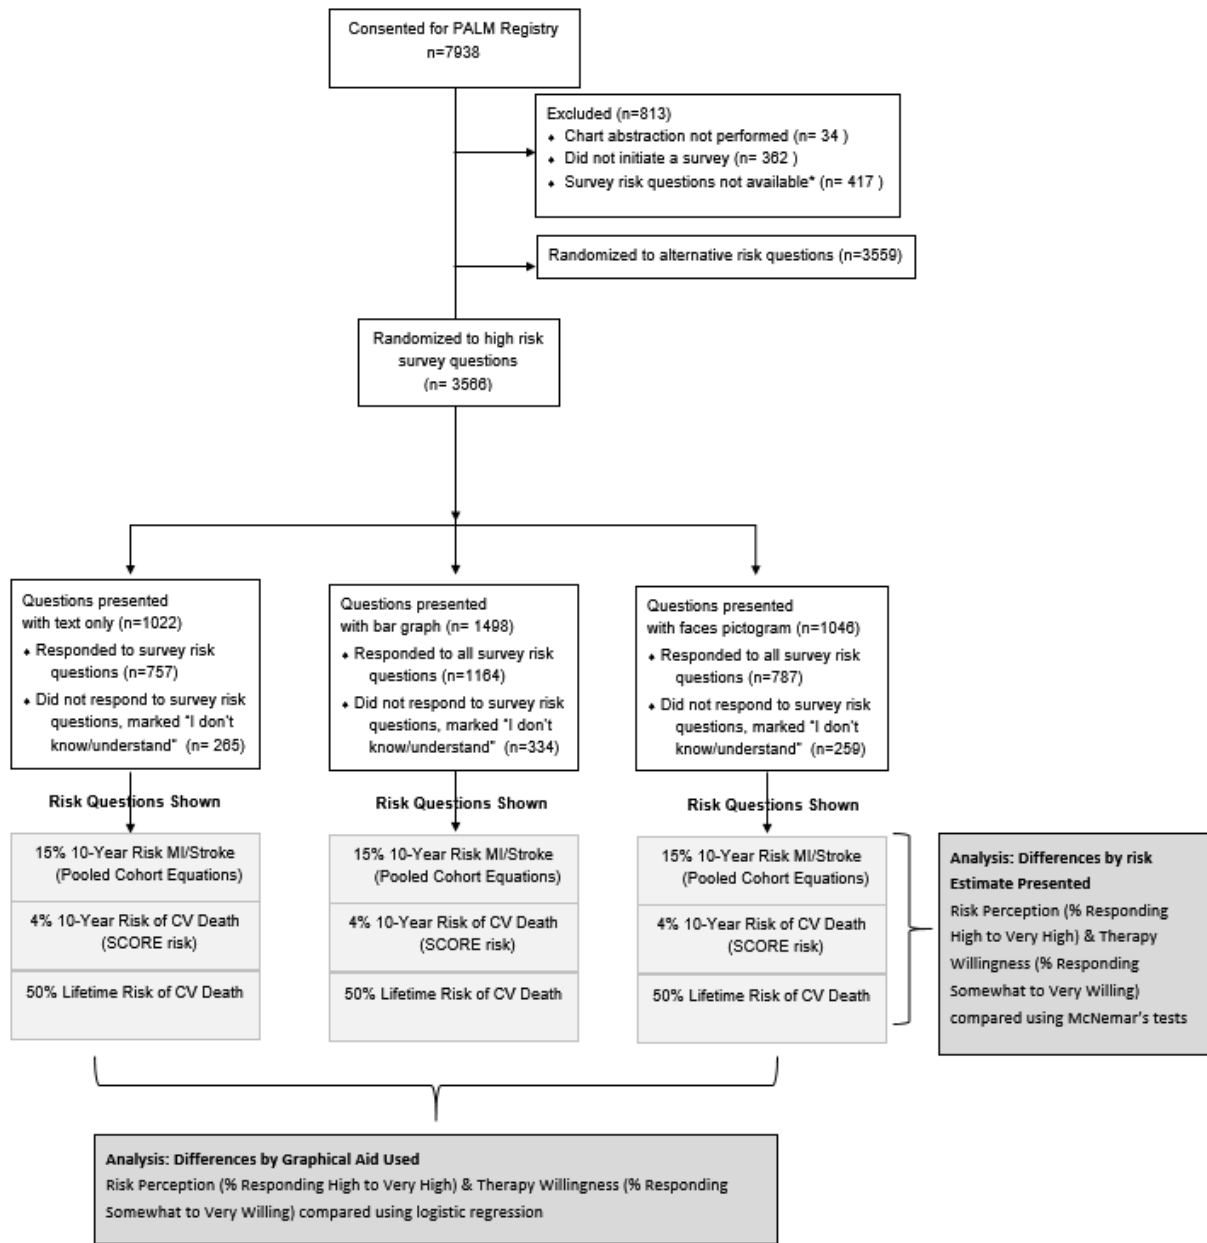 Consented for PALM Registry
n=7938
Excluded (n=813)
⬥ Chart abstraction not performed (n= 34 )
⬥ Did not initiate a survey (n= 362 )
⬥ Survey risk questions not available* (n= 417 )
Randomized to alternative risk questions (n=3559)
Randomized to high risk
survey questions
(n= 3566)
Questions presented
with text only (n=1022)
⬥ Responded to survey risk
questions (n=757)
⬥ Did not respond to survey risk
questions, marked "I don't
know/understand" (n= 265)
Questions presented
with bar graph (n= 1498)
⬥ Responded to all survey risk
questions (n=1164)
⬥ Did not respond to survey risk
questions, marked "I don't
know/understand" (n=334)
Questions presented
with faces pictogram (n=1046)
⬥ Responded to all survey risk
questions (n=787)
⬥ Did not respond to survey risk
questions, marked "I don't
know/understand" (n=259)
Risk Questions Shown
Risk Questions Shown
Risk Questions Shown
15% 10-Year Risk MI/Stroke
(Pooled Cohort Equations)
4% 10-Year Risk of CV Death
(SCORE risk)
50% Lifetime Risk of CV Death
15% 10-Year Risk MI/Stroke
(Pooled Cohort Equations)
4% 10-Year Risk of CV Death
(SCORE risk)
50% Lifetime Risk of CV Death
15% 10-Year Risk MI/Stroke
(Pooled Cohort Equations)
4% 10-Year Risk of CV Death
(SCORE risk)
50% Lifetime Risk of CV Death
Analysis: Differences by risk
Estimate Presented
Risk Perception (% Responding
High to Very High) & Therapy
Willingness (% Responding
Somewhat to Very Willing)
compared using McNemar's tests
Analysis: Differences by Graphical Aid Used
Risk Perception (% Responding High to Very High) & Therapy Willingness (% Responding
Somewhat to Very Willing) compared using logistic regression